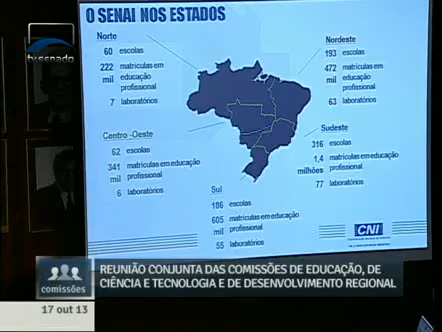 O SENAI NOS ESTADOS
tv senado
Norte
60 escolas
222 matrículas em
mil educação
profissional
7 laboratórios
Nordeste
193 escolas
472 matrículas em
mil educação
profissional
63 laboratórios
Centro -Oeste
62 escolas
341 matrículas em educação
mil profissional
6 laboratórios
Sudeste
316 escolas
1,4 matrículas em educação
milhões profissional
77 laboratórios
Sul
186 escolas
605 matrículas em educação
mil profissional
55 laboratórios
CNI
comissões
REUNIÃO CONJUNTA DAS COMISSÕES DE EDUCAÇÃO, DE
CIÊNCIA E TECNOLOGIA E DE DESENVOLVIMENTO REGIONAL
17 out 13